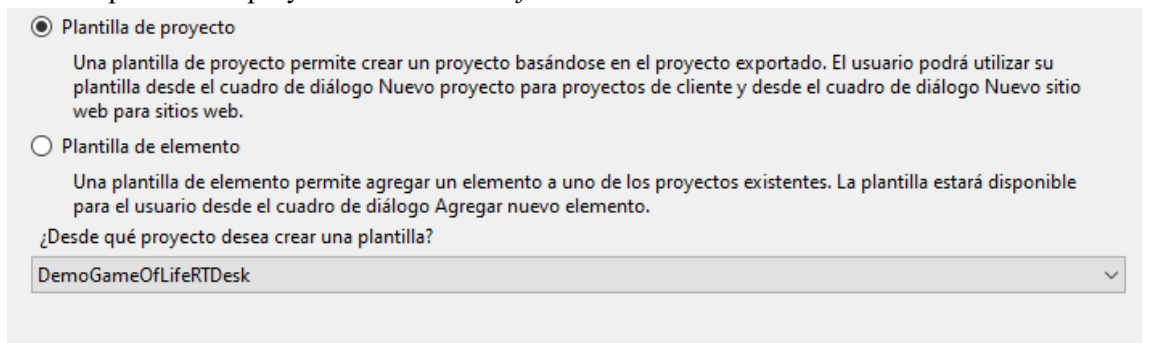 Plantilla de proyecto
Una plantilla de proyecto permite crear un proyecto basándose en el proyecto exportado. El usuario podrá utilizar su
plantilla desde el cuadro de diálogo Nuevo proyecto para proyectos de cliente y desde el cuadro de diálogo Nuevo sitio
web para sitios web.
Plantilla de elemento
Una plantilla de elemento permite agregar un elemento a uno de los proyectos existentes. La plantilla estará disponible
para el usuario desde el cuadro de diálogo Agregar nuevo elemento.
¿Desde qué proyecto desea crear una plantilla?
DemoGameOfLifeRTDesk